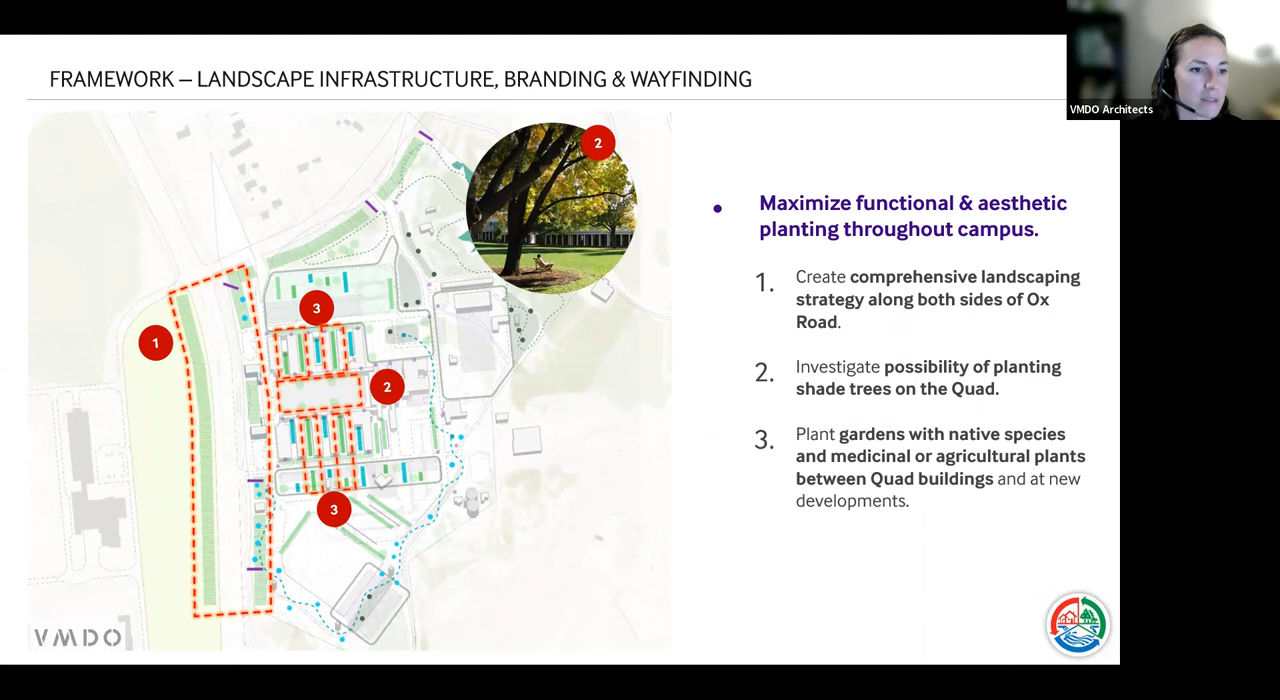 FRAMEWORK – LANDSCAPE INFRASTRUCTURE, BRANDING & WAYFINDING
VMDO Architects
2
3
1
2
3
VMDO
• Maximize functional & aesthetic
planting throughout campus.
1. Create comprehensive landscaping
strategy along both sides of Ox
Road.
2. Investigate possibility of planting
shade trees on the Quad.
3. Plant gardens with native species
and medicinal or agricultural plants
between Quad buildings and at new
developments.